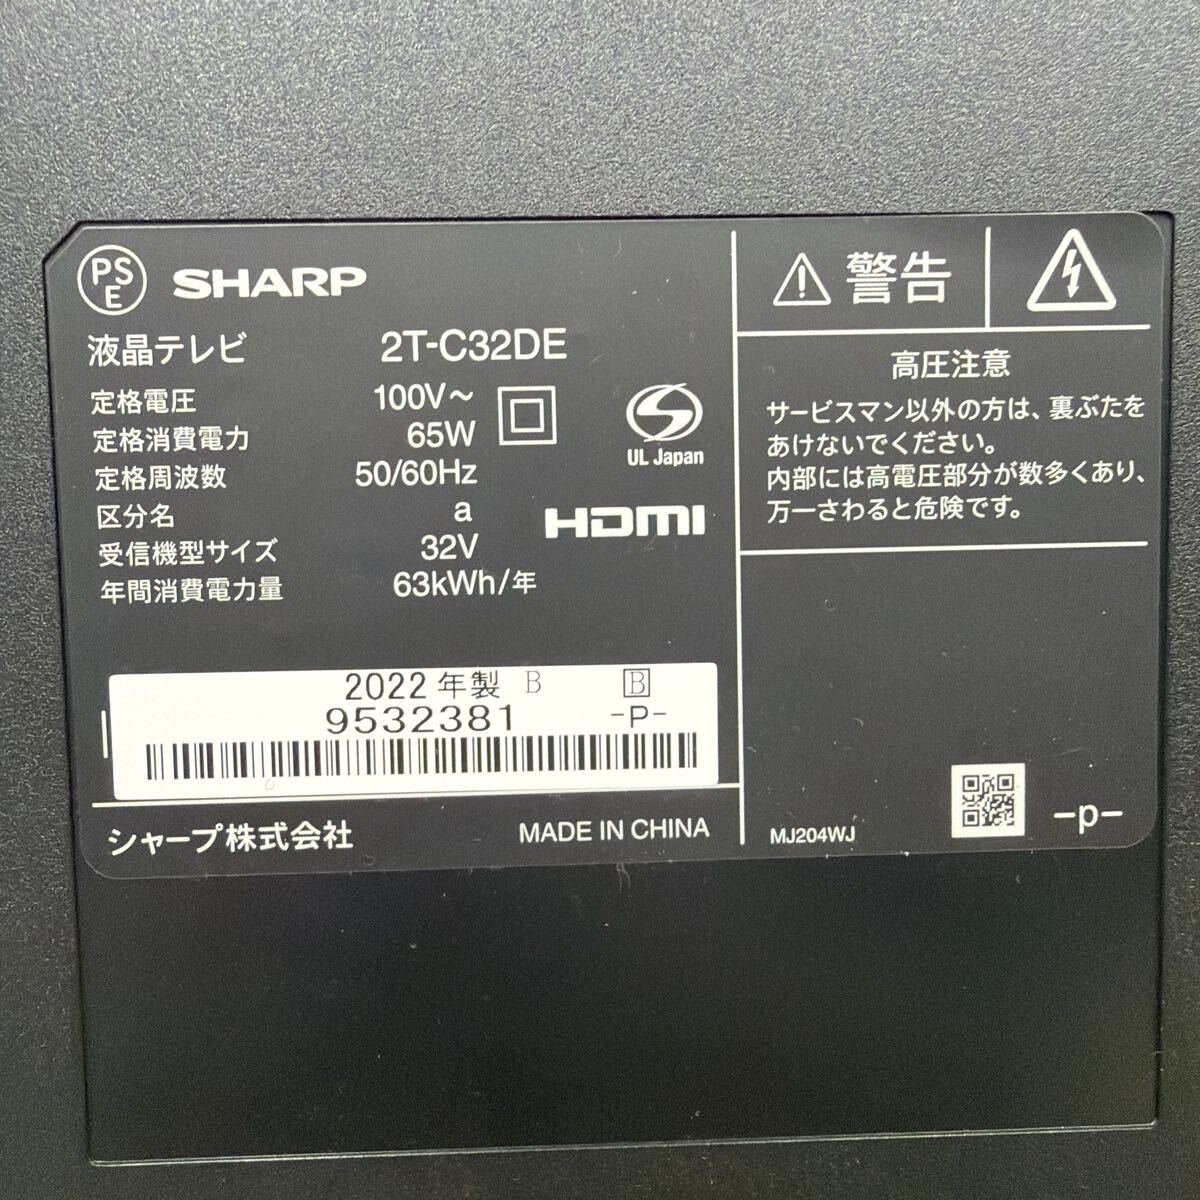 PS
E
SHARP
液晶テレビ 2T-C32DE
定格電圧 100V～
定格消費電力 65W
定格周波数 50/60Hz
区分名 a
受信機型サイズ 32V
年間消費電力量 63kWh/年
UL Japan
HDMI
2022年製 B B
9532381 -P-
6
シャープ株式会社 MADE IN CHINA
警告
高圧注意
サービスマン以外の方は、裏ぶたを
あけないでください。
内部には高電圧部分が数多くあり、
万一さわると危険です。
MJ204WJ -p-